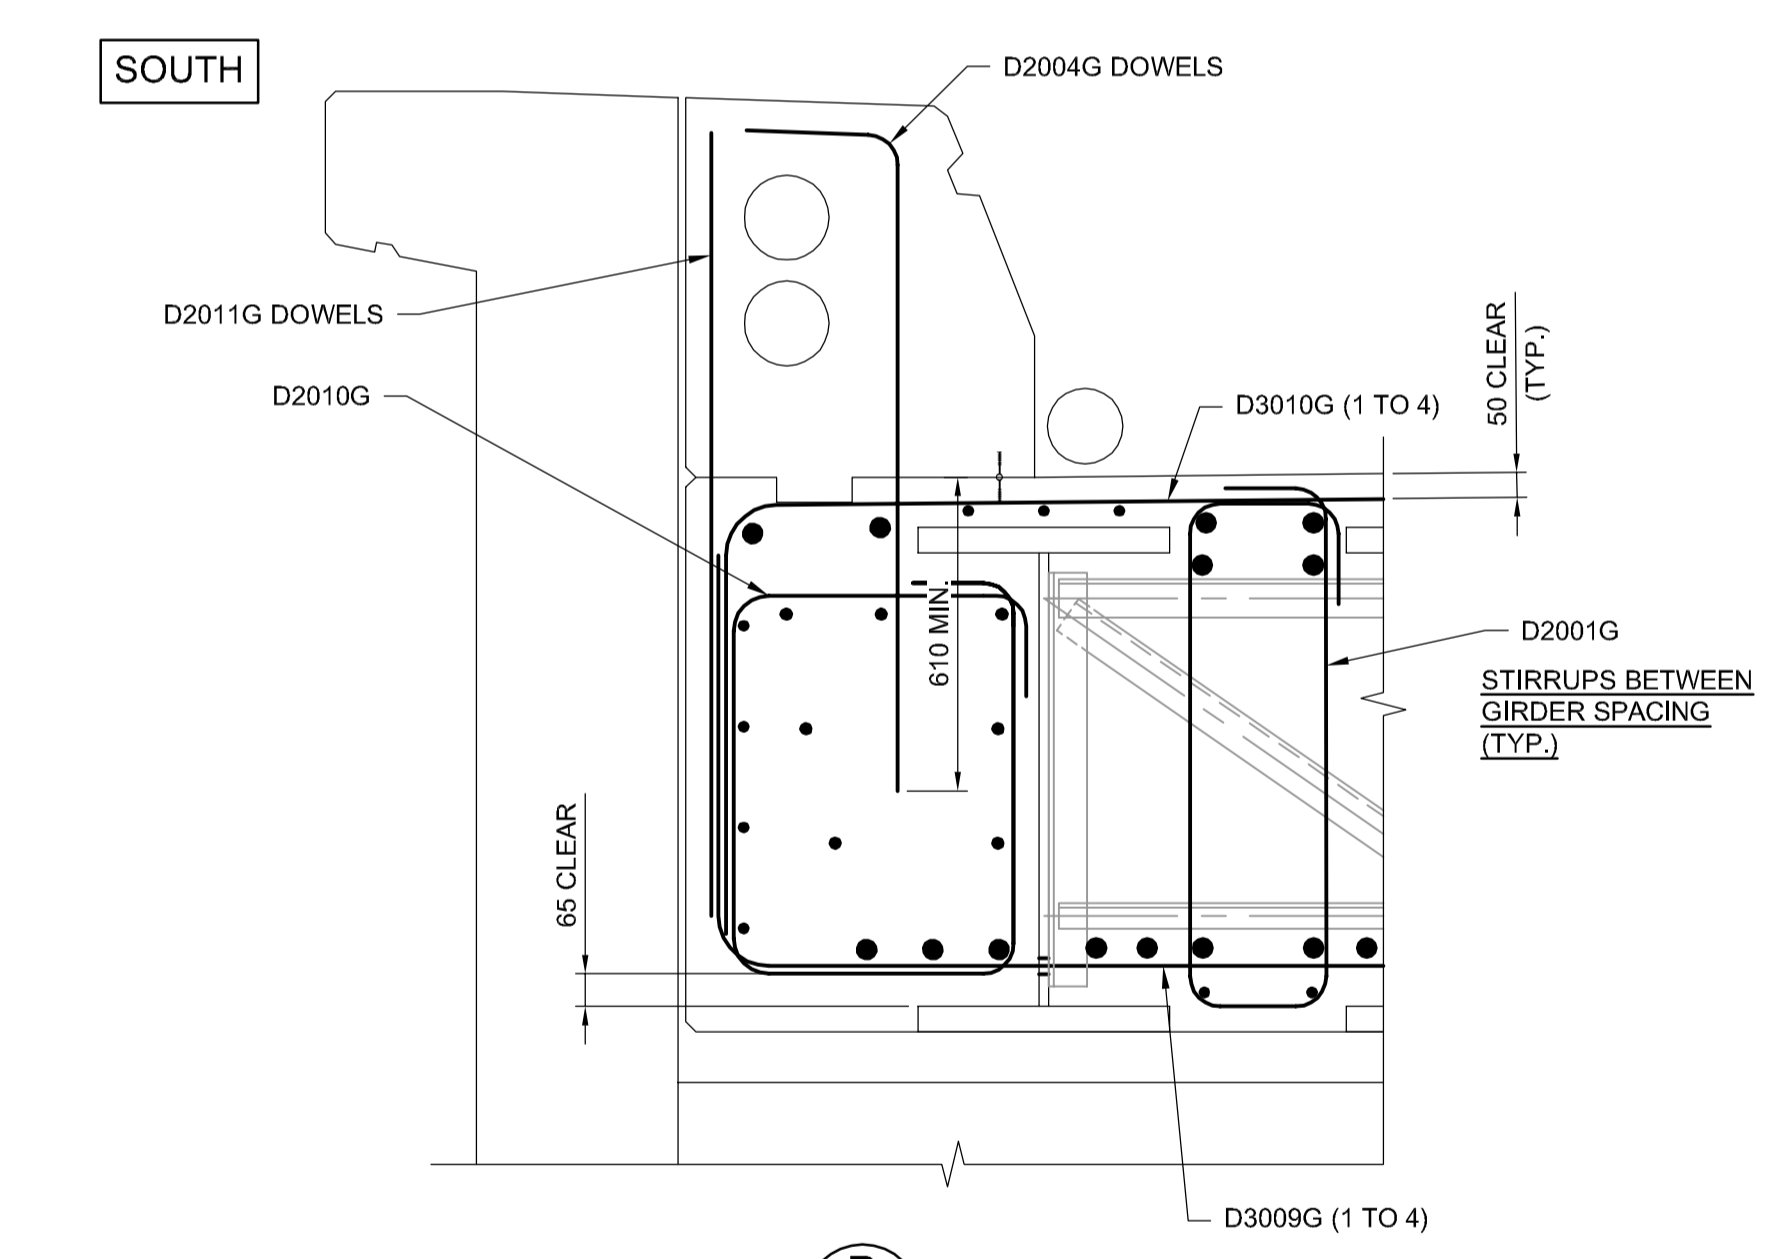 SOUTH
D2004G DOWELS
D2011G DOWELS
D2010G
50 CLEAR
(TYP.)
D3010G (1 TO 4)
610 MIN.
D2001G
STIRRUPS BETWEEN
GIRDER SPACING
(TYP.)
65 CLEAR
D3009G (1 TO 4)